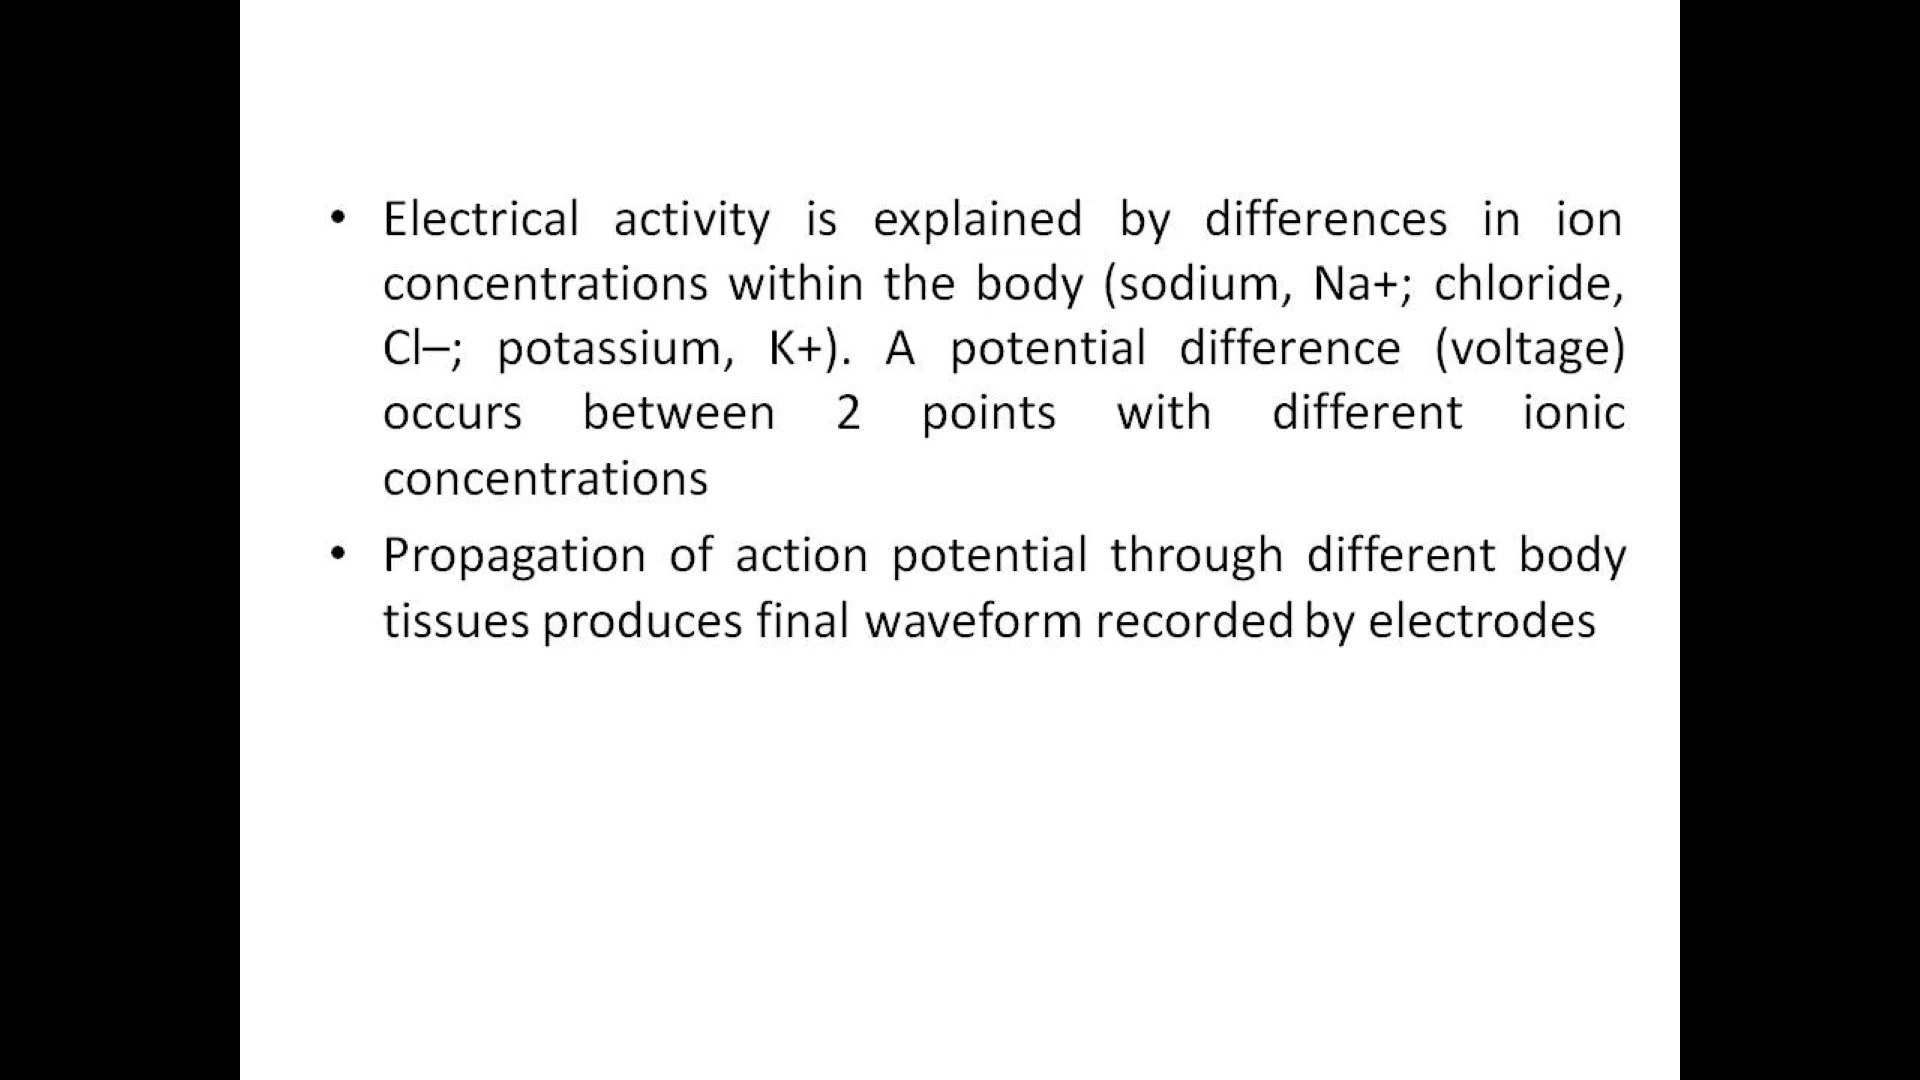 • Electrical activity is explained by differences in ion
concentrations within the body (sodium, Na+; chloride,
Cl–; potassium, K+). A potential difference (voltage)
occurs between 2 points with different ionic
concentrations
• Propagation of action potential through different body
tissues produces final waveform recorded by electrodes